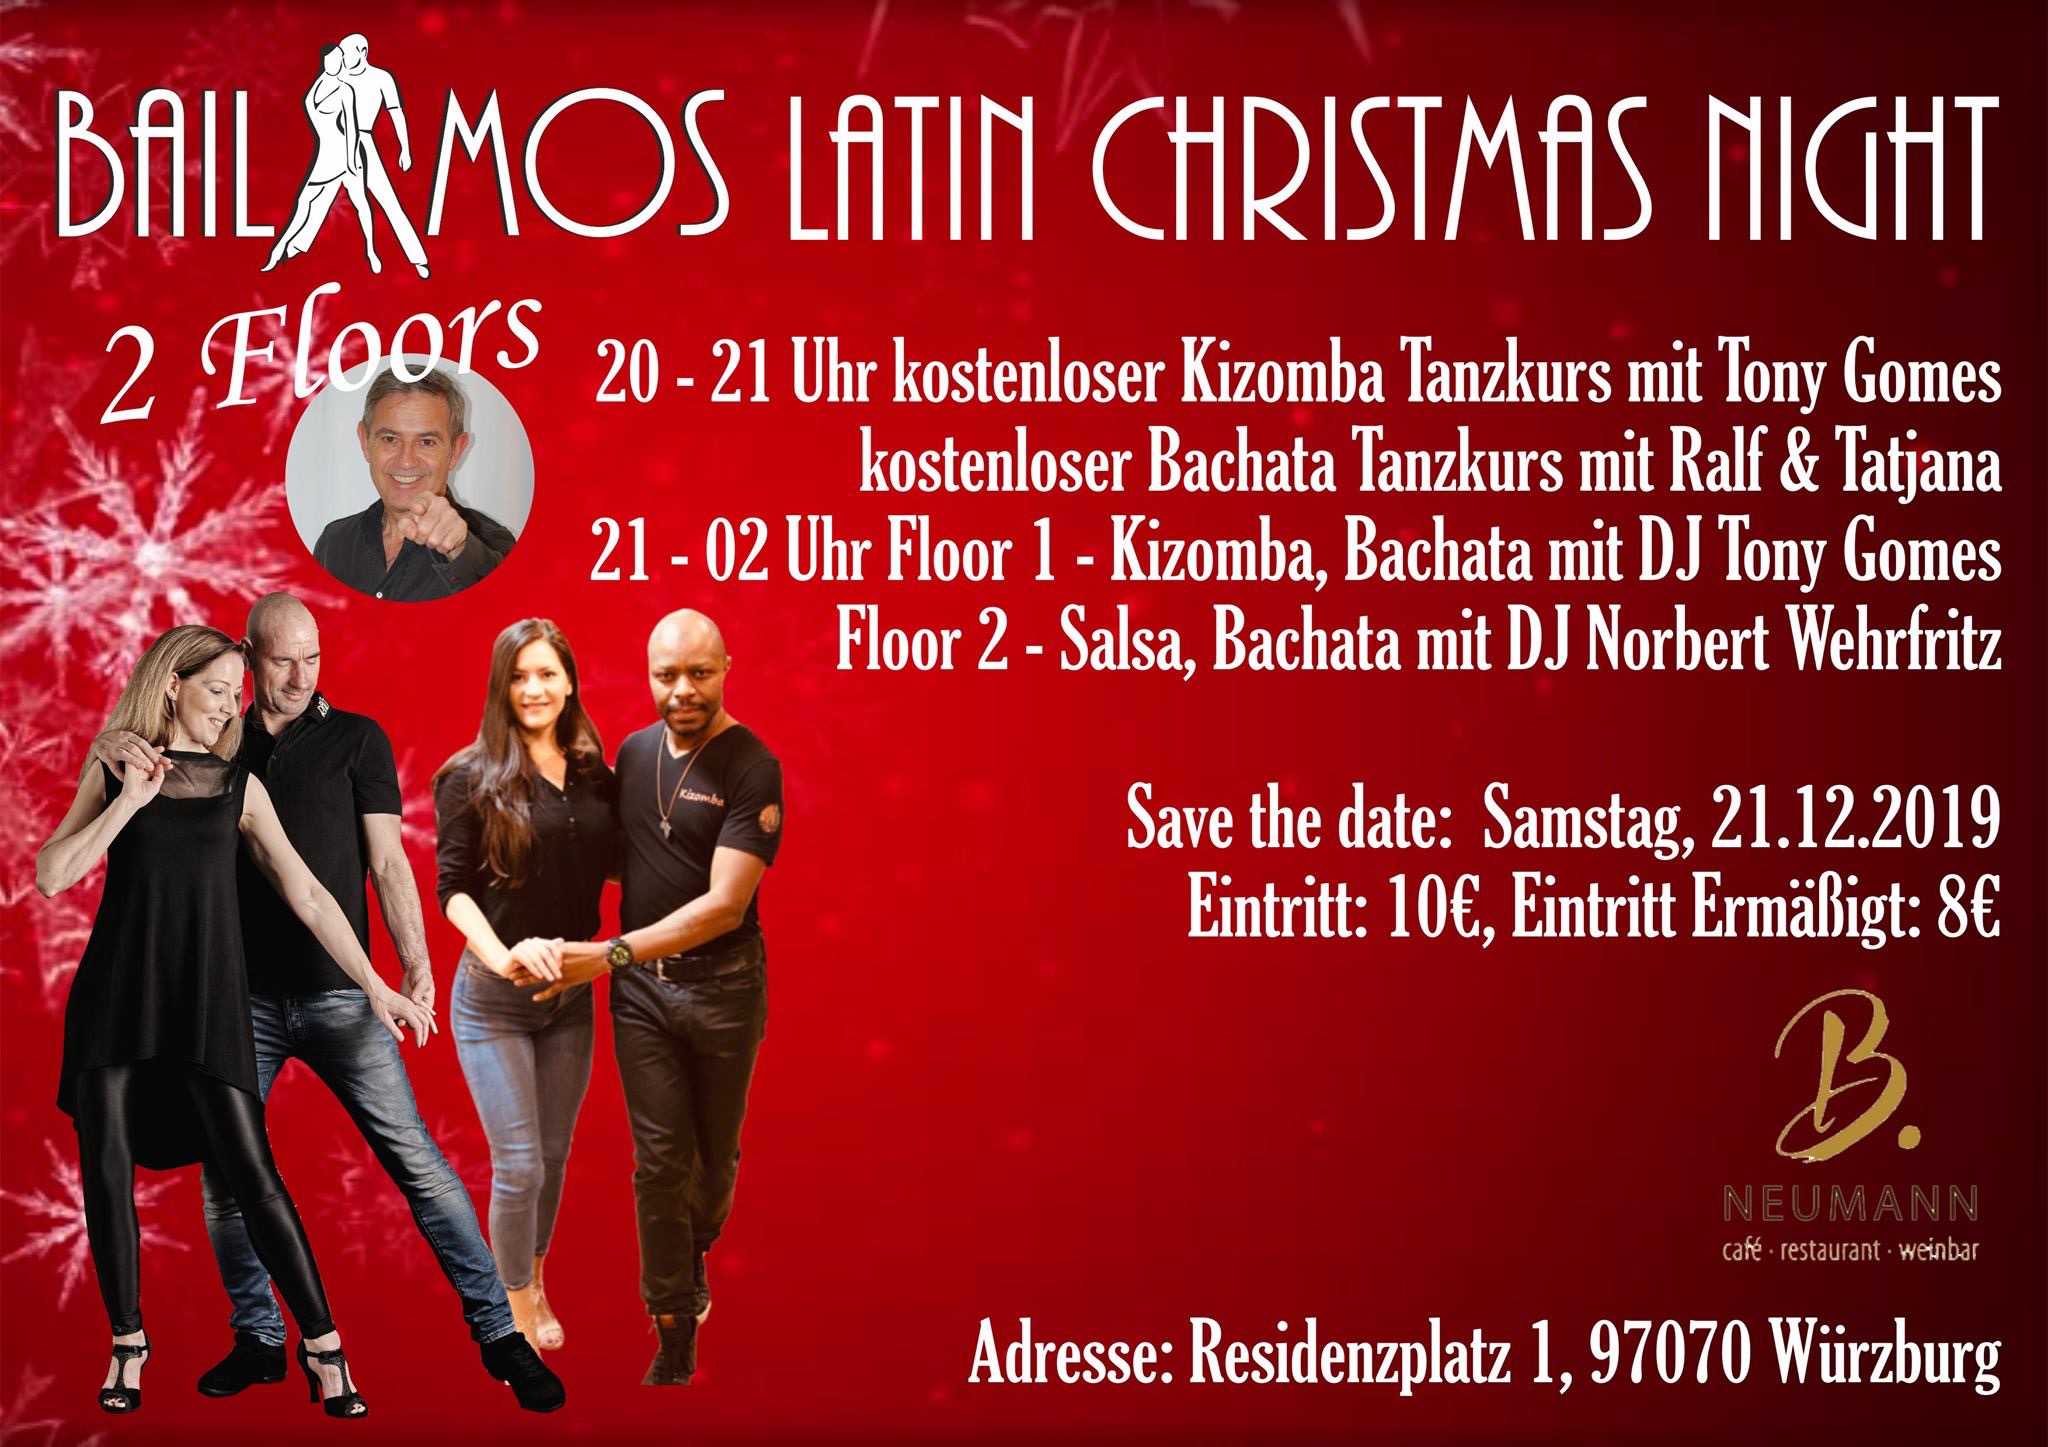 BAILAMOS LATIN CHRISTMAS NIGHT
2 Floors
20 - 21 Uhr kostenloser Kizomba Tanzkurs mit Tony Gomes
kostenloser Bachata Tanzkurs mit Ralf & Tatjana
21 - 02 Uhr Floor 1 - Kizomba, Bachata mit DJ Tony Gomes
Floor 2 - Salsa, Bachata mit DJ Norbert Wehrfritz
Kizomba
Save the date: Samstag, 21.12.2019
Eintritt: 10€, Eintritt Ermäßigt: 8€
B.
NEUMANN
café · restaurant · weinbar
Adresse: Residenzplatz 1, 97070 Würzburg